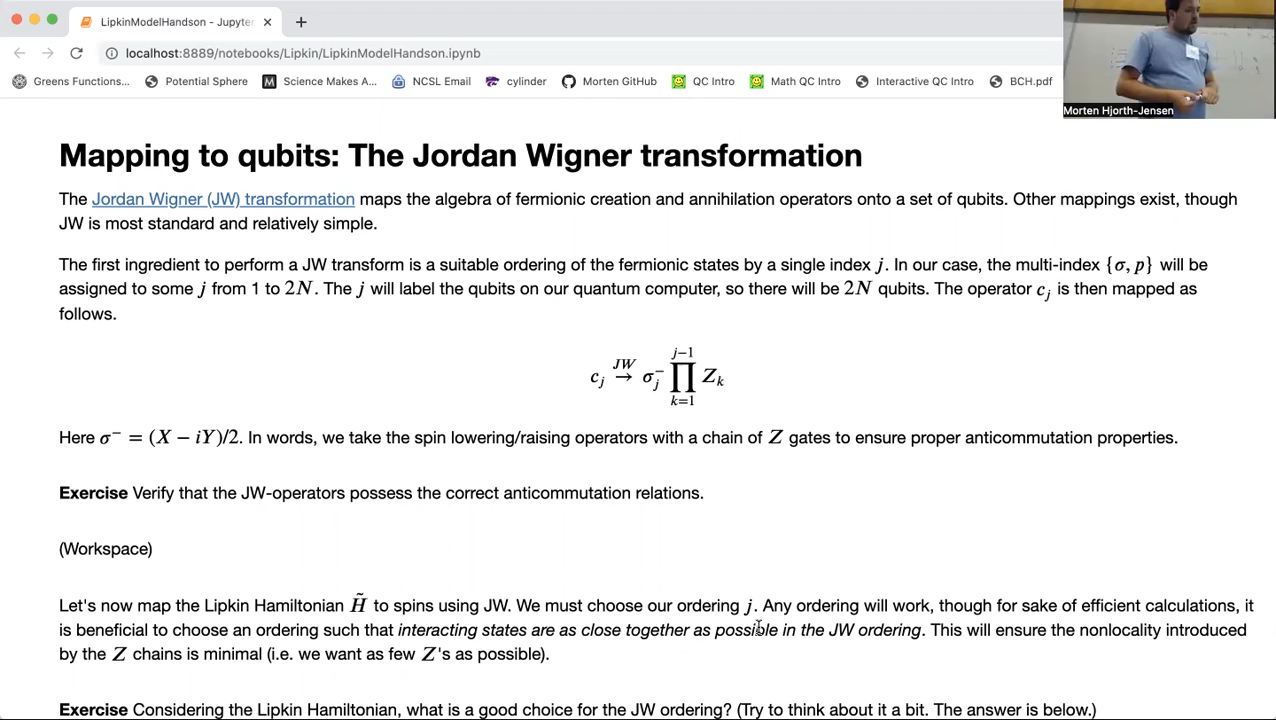 LipkinModelHandson - Jupyter
localhost:8889/notebooks/Lipkin/LipkinModelHandson.ipynb
Greens Functions... Potential Sphere Science Makes A... NCSL Email cylinder Morten GitHub QC Intro Math QC Intro Interactive QC Intro BCH.pdf
Morten Hjorth-Jensen
Mapping to qubits: The Jordan Wigner transformation
The Jordan Wigner (JW) transformation maps the algebra of fermionic creation and annihilation operators onto a set of qubits. Other mappings exist, though
JW is most standard and relatively simple.
The first ingredient to perform a JW transform is a suitable ordering of the fermionic states by a single index j. In our case, the multi-index {σ, p} will be
assigned to some j from 1 to 2N. The j will label the qubits on our quantum computer, so there will be 2N qubits. The operator c_j is then mapped as
follows.
c_j →^{JW} σ_j^- ∏_{k=1}^{j−1} Z_k
Here σ^- = (X − iY)/2. In words, we take the spin lowering/raising operators with a chain of Z gates to ensure proper anticommutation properties.
Exercise Verify that the JW-operators possess the correct anticommutation relations.
(Workspace)
Let's now map the Lipkin Hamiltonian H̃ to spins using JW. We must choose our ordering j. Any ordering will work, though for sake of efficient calculations, it
is beneficial to choose an ordering such that interacting states are as close together as possible in the JW ordering. This will ensure the nonlocality introduced
by the Z chains is minimal (i.e. we want as few Z's as possible).
Exercise Considering the Lipkin Hamiltonian, what is a good choice for the JW ordering? (Try to think about it a bit. The answer is below.)